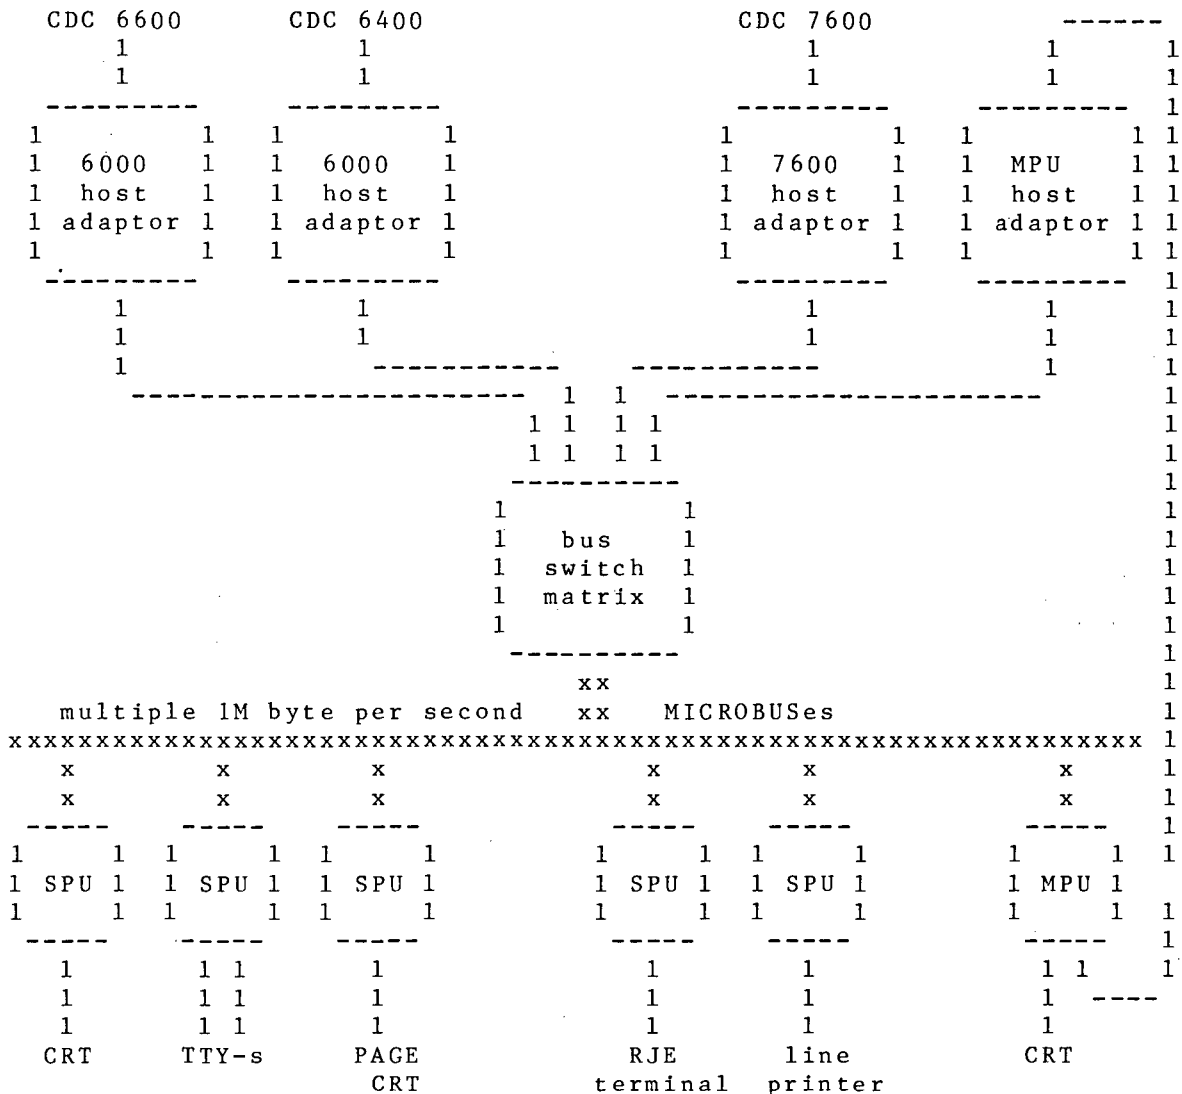 CDC 6600 CDC 6400 CDC 7600
6000 6000 7600 MPU
host host host host
adaptor adaptor adaptor adaptor
bus
switch
matrix
multiple 1M byte per second MICROBUSes
SPU SPU SPU SPU SPU MPU
CRT TTY-s PAGE RJE line CRT
CRT terminal printer